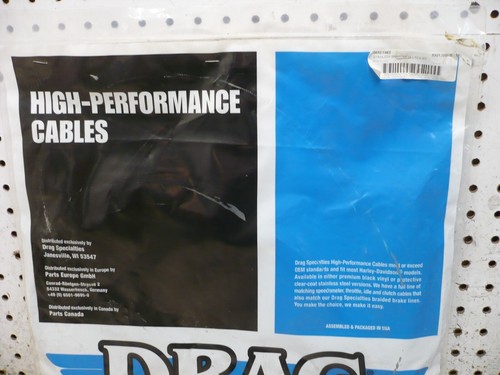 HIGH-PERFORMANCE
CABLES
Distributed exclusively by
Drag Specialties
Janesville, WI 53547
Distributed exclusively in Europe by
Parts Europe GmbH
54332 Wasserliesch, Germany
Distributed exclusively in Canada by
Parts Canada
Drag Specialties High-Performance Cables meet or exceed
OEM standards and fit most Harley-Davidson models.
Available in either premium black vinyl or protective
clear-coat stainless steel versions. We have a full line of
matching speedometer, throttle, idle and clutch cables that
also match our Drag Specialties braided brake lines.
You make the choice, we make it easy.
ASSEMBLED & PACKAGED IN USA
DRAG